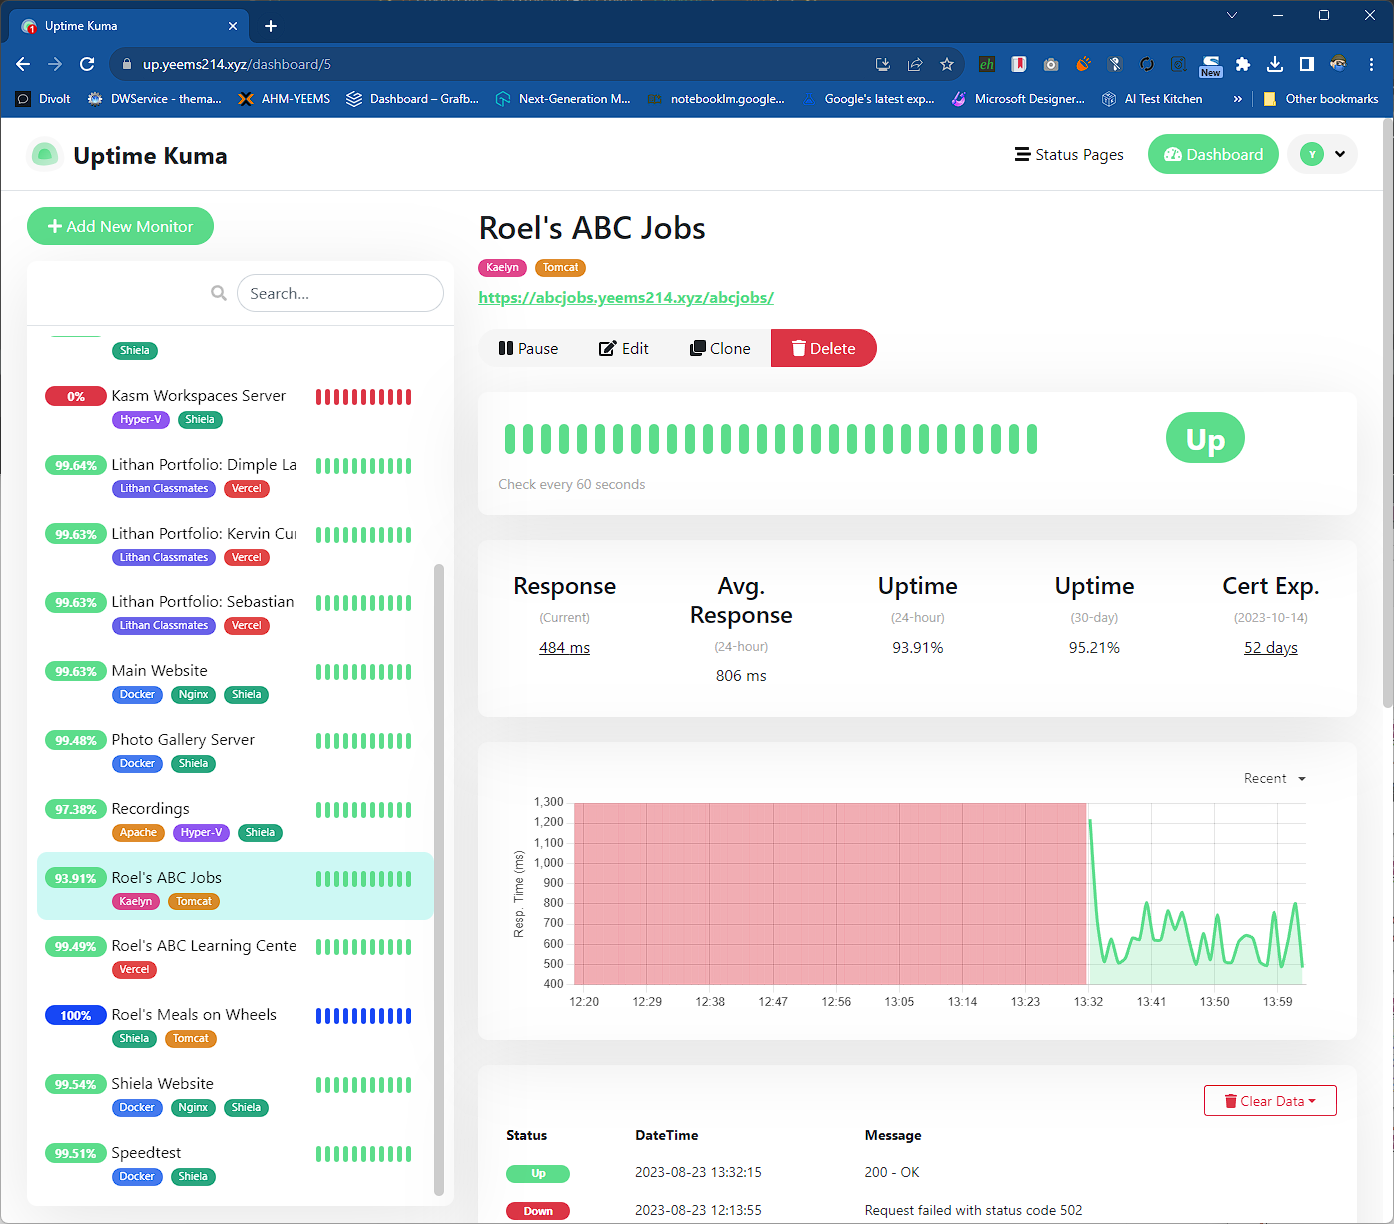 Uptime Kuma
up.yeems214.xyz/dashboard/5
eh
New
Divolt
DWService - thema...
AHM-YEEMS
Dashboard – Grafb...
Next-Generation M...
notebooklm.google...
Google's latest exp...
Microsoft Designer...
AI Test Kitchen
»
Other bookmarks
Uptime Kuma
Status Pages
Dashboard
Y
Add New Monitor
Search...
Shiela
0% Kasm Workspaces Server
Hyper-V Shiela
99.64% Lithan Portfolio: Dimple La
Lithan Classmates Vercel
99.63% Lithan Portfolio: Kervin Cu
Lithan Classmates Vercel
99.63% Lithan Portfolio: Sebastian
Lithan Classmates Vercel
99.63% Main Website
Docker Nginx Shiela
99.48% Photo Gallery Server
Docker Shiela
97.38% Recordings
Apache Hyper-V Shiela
93.91% Roel's ABC Jobs
Kaelyn Tomcat
99.49% Roel's ABC Learning Cente
Vercel
100% Roel's Meals on Wheels
Shiela Tomcat
99.54% Shiela Website
Docker Nginx Shiela
99.51% Speedtest
Docker Shiela
Roel's ABC Jobs
Kaelyn Tomcat
https://abcjobs.yeems214.xyz/abcjobs/
Pause Edit Clone Delete
Up
Check every 60 seconds
Response
(Current)
484 ms
Avg.
Response
(24-hour)
806 ms
Uptime
(24-hour)
93.91%
Uptime
(30-day)
95.21%
Cert Exp.
(2023-10-14)
52 days
Recent
Resp. Time (ms)
1,300
1,200
1,100
1,000
900
800
700
600
500
400
12:20 12:29 12:38 12:47 12:56 13:05 13:14 13:23 13:32 13:41 13:50 13:59
Clear Data
Status DateTime Message
Up 2023-08-23 13:32:15 200 - OK
Down 2023-08-23 12:13:55 Request failed with status code 502